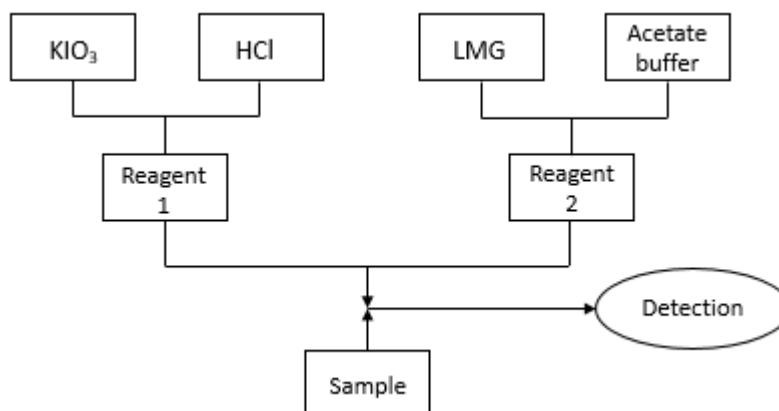 KIO₃
HCl
LMG
Acetate
buffer
Reagent
1
Reagent
2
Detection
Sample